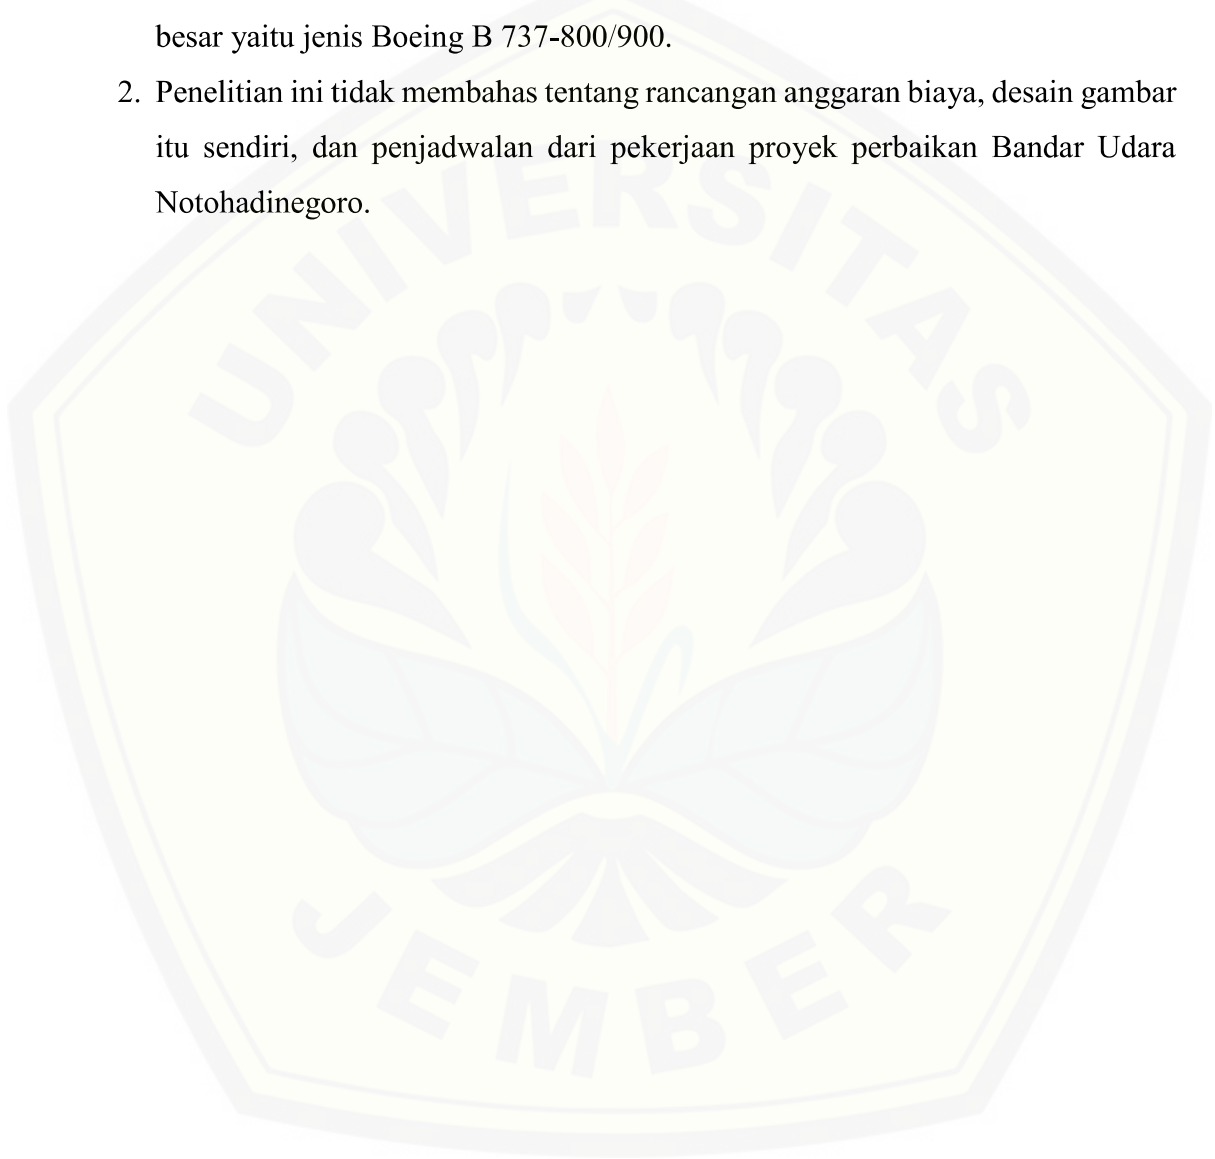 besar yaitu jenis Boeing B 737-800/900.
2. Penelitian ini tidak membahas tentang rancangan anggaran biaya, desain gambar
itu sendiri, dan penjadwalan dari pekerjaan proyek perbaikan Bandar Udara
Notohadinegoro.
UNIVERSITAS
JEMBER